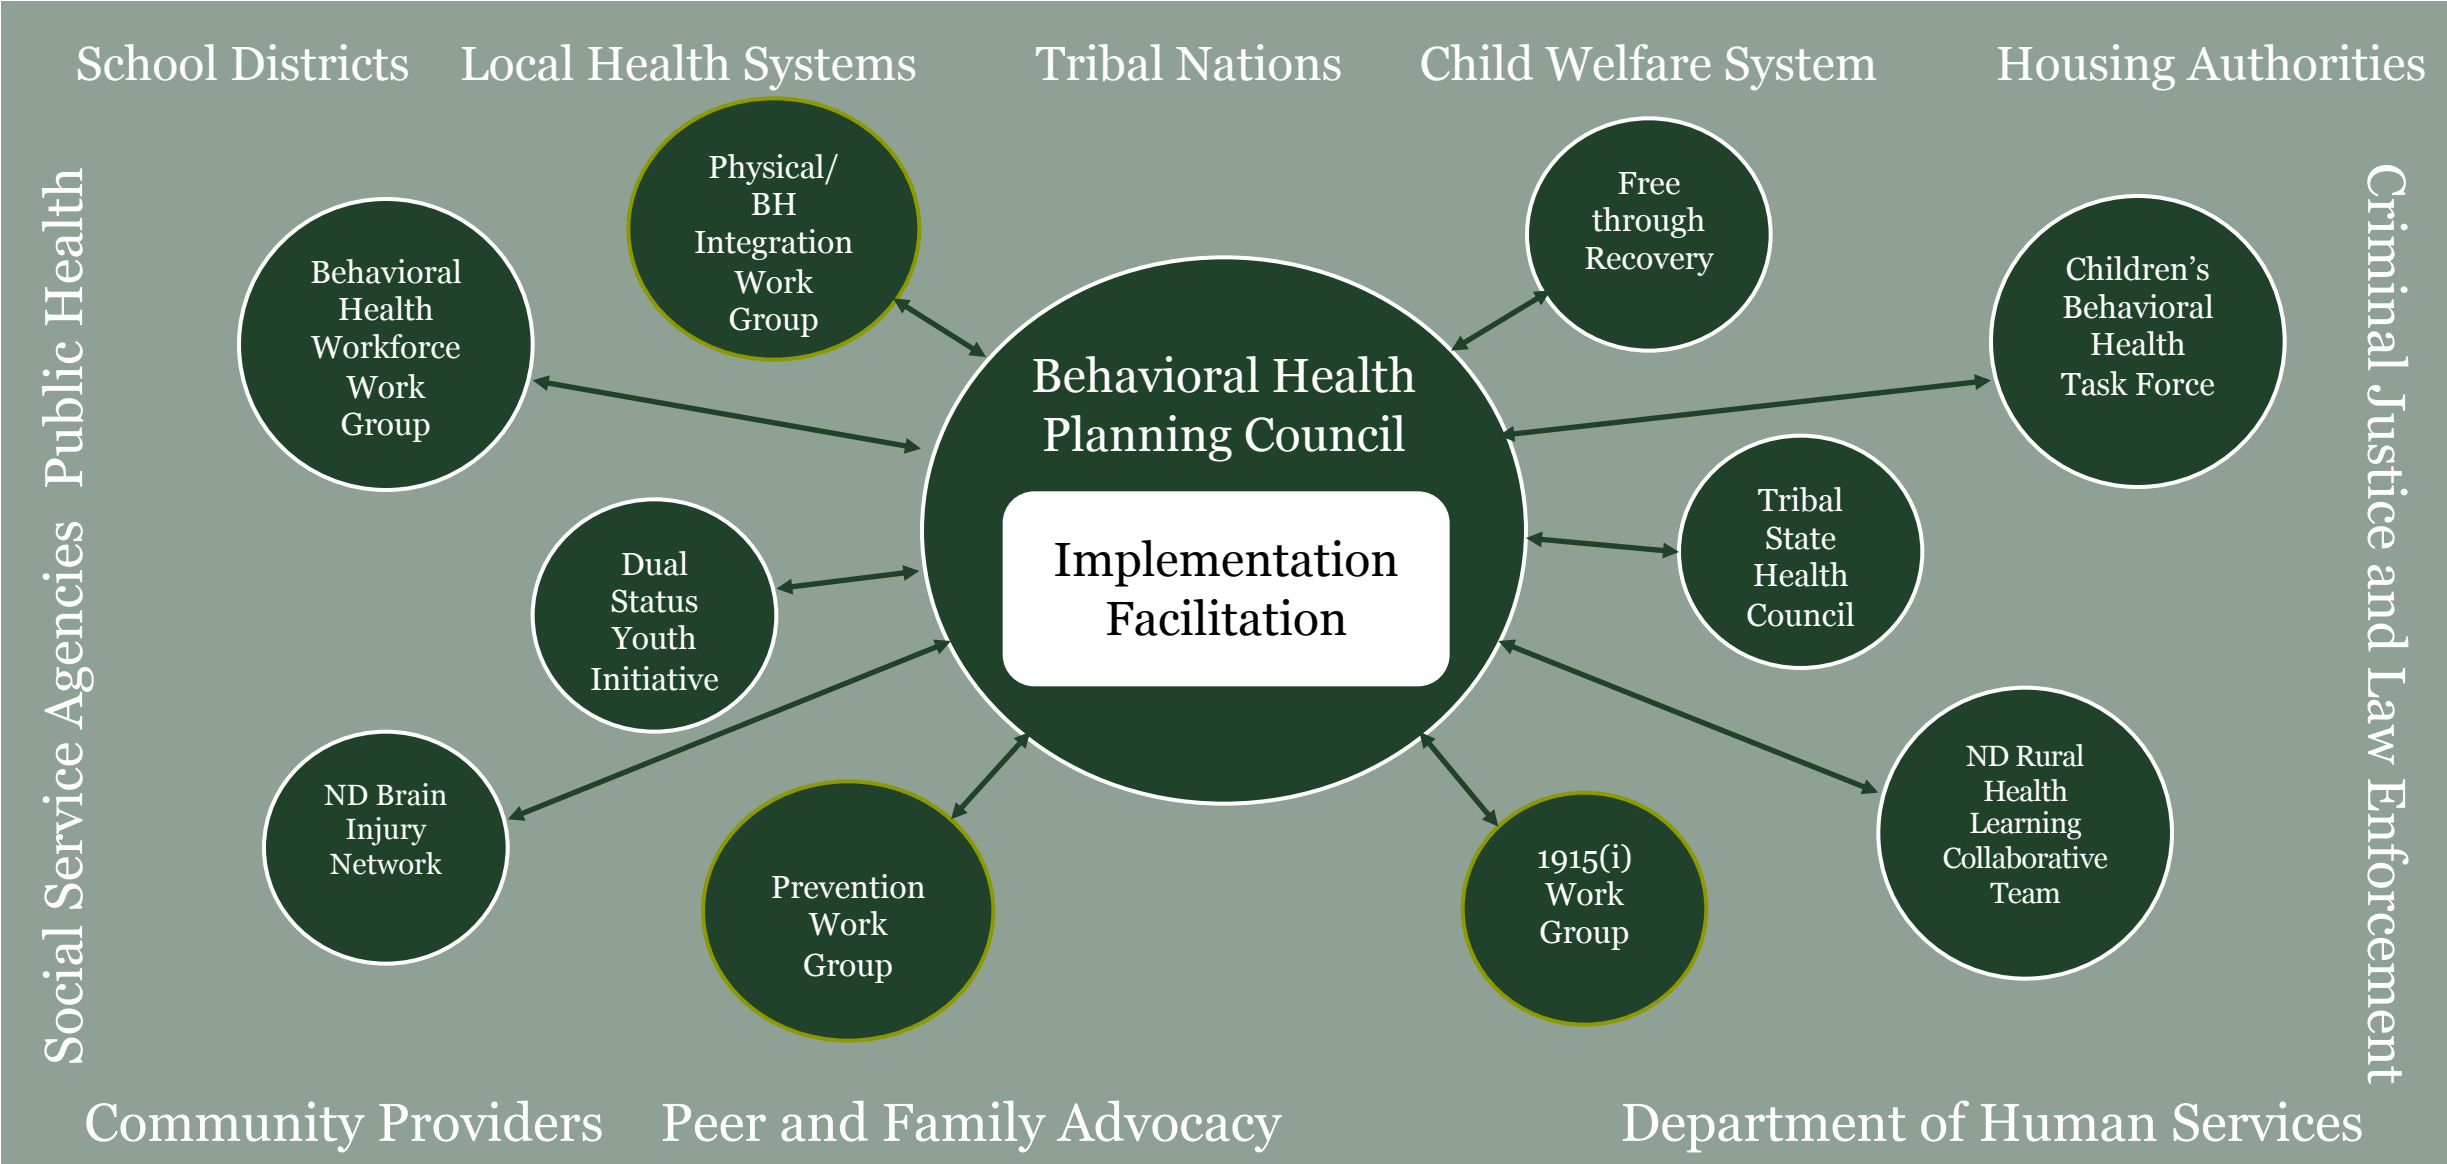 School Districts
Local Health Systems
Tribal Nations
Child Welfare System
Housing Authorities
Public Health
Social Service Agencies
Criminal Justice and Law Enforcement
Physical/
BH
Integration
Work
Group
Free
through
Recovery
Behavioral
Health
Workforce
Work
Group
Children’s
Behavioral
Health
Task Force
Behavioral Health
Planning Council
Implementation
Facilitation
Dual
Status
Youth
Initiative
Tribal
State
Health
Council
ND Brain
Injury
Network
Prevention
Work
Group
1915(i)
Work
Group
ND Rural
Health
Learning
Collaborative
Team
Community Providers
Peer and Family Advocacy
Department of Human Services